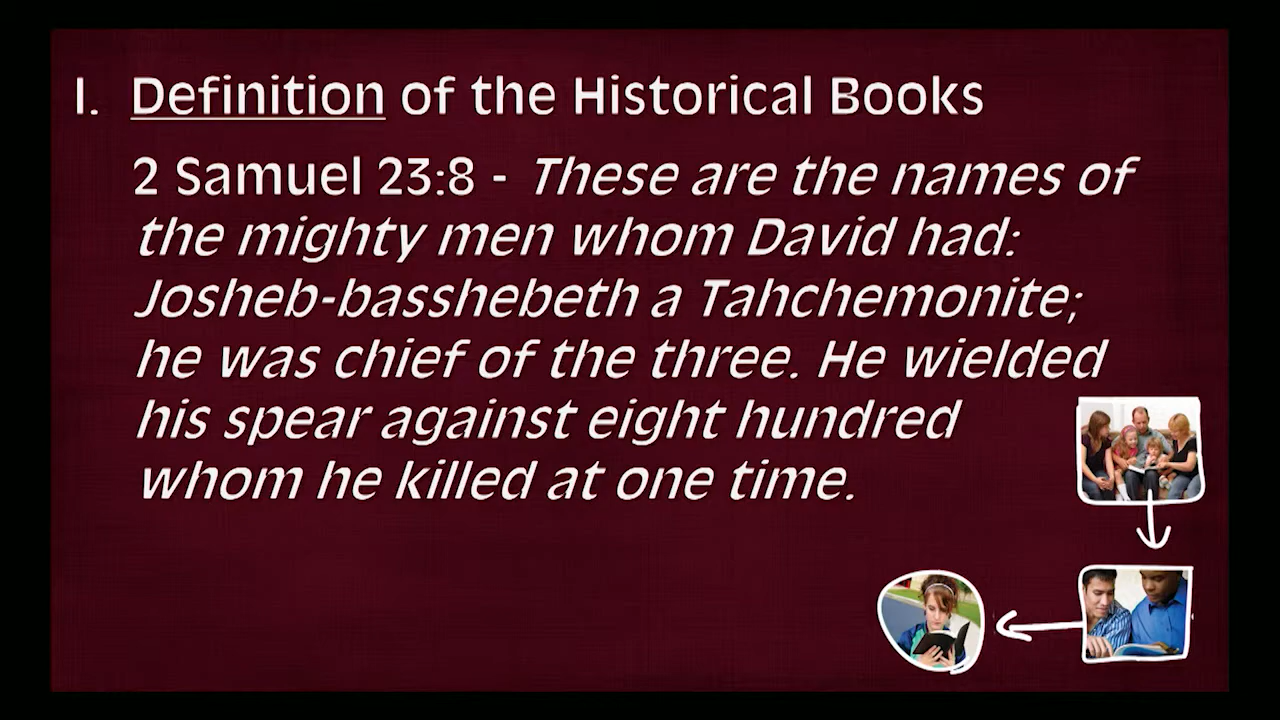 I. Definition of the Historical Books
2 Samuel 23:8 - These are the names of
the mighty men whom David had:
Josheb-basshebeth a Tahchemonite;
he was chief of the three. He wielded
his spear against eight hundred
whom he killed at one time.